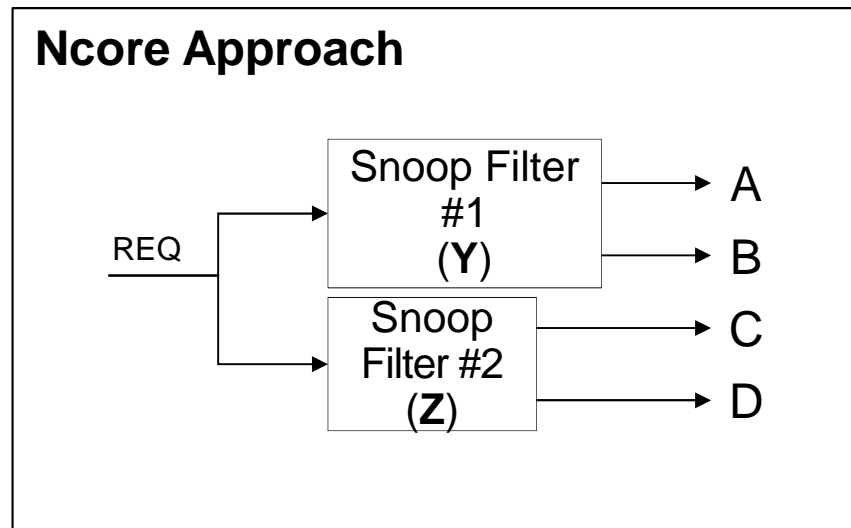 Ncore Approach
REQ
Snoop Filter
#1
(Y)
A
B
Snoop
Filter #2
(Z)
C
D